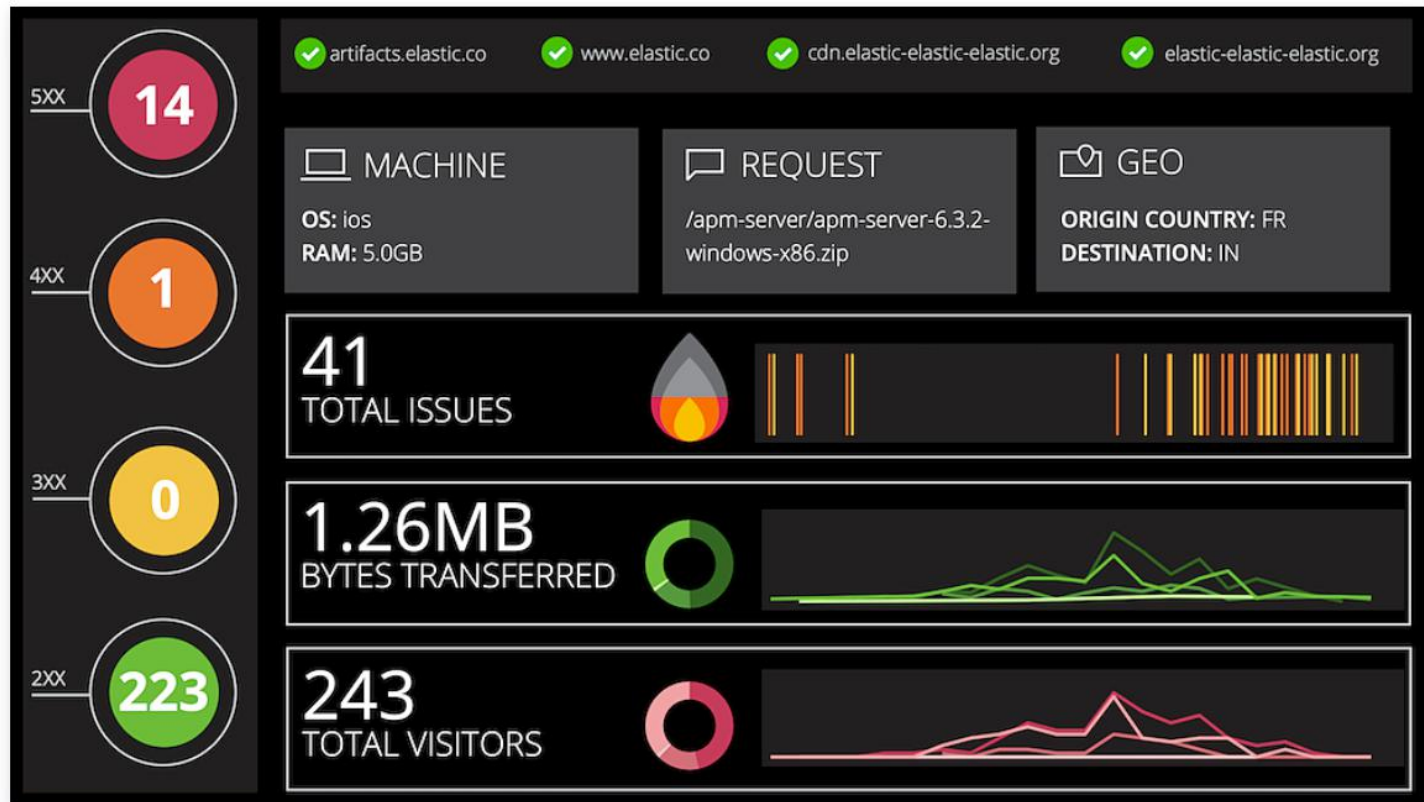 5XX
14
4XX
1
3XX
0
2XX
223
artifacts.elastic.co www.elastic.co cdn.elastic-elastic-elastic.org elastic-elastic-elastic.org
MACHINE
OS: ios
RAM: 5.0GB
REQUEST
/apm-server/apm-server-6.3.2-
windows-x86.zip
GEO
ORIGIN COUNTRY: FR
DESTINATION: IN
41
TOTAL ISSUES
1.26MB
BYTES TRANSFERRED
243
TOTAL VISITORS